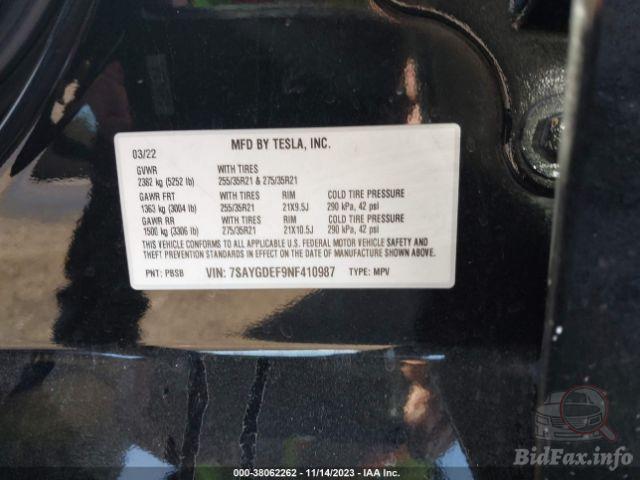 MFD BY TESLA, INC.
03/22
GVWR WITH TIRES
2382 kg (5252 lb) 255/35R21 & 275/35R21
GAWR FRT WITH TIRES RIM COLD TIRE PRESSURE
1363 kg (3004 lb) 255/35R21 21X9.5J 290 kPa, 42 psi
GAWR RR WITH TIRES RIM COLD TIRE PRESSURE
1500 kg (3306 lb) 275/35R21 21X10.5J 290 kPa, 42 psi
THIS VEHICLE CONFORMS TO ALL APPLICABLE U.S. FEDERAL MOTOR VEHICLE SAFETY AND
THEFT PREVENTION STANDARDS IN EFFECT ON THE DATE OF MANUFACTURE SHOWN ABOVE.
PNT: PBSB VIN: 7SAYGDEF9NF410987 TYPE: MPV
BidFax.info
000-38062262 - 11/14/2023 - IAA Inc.